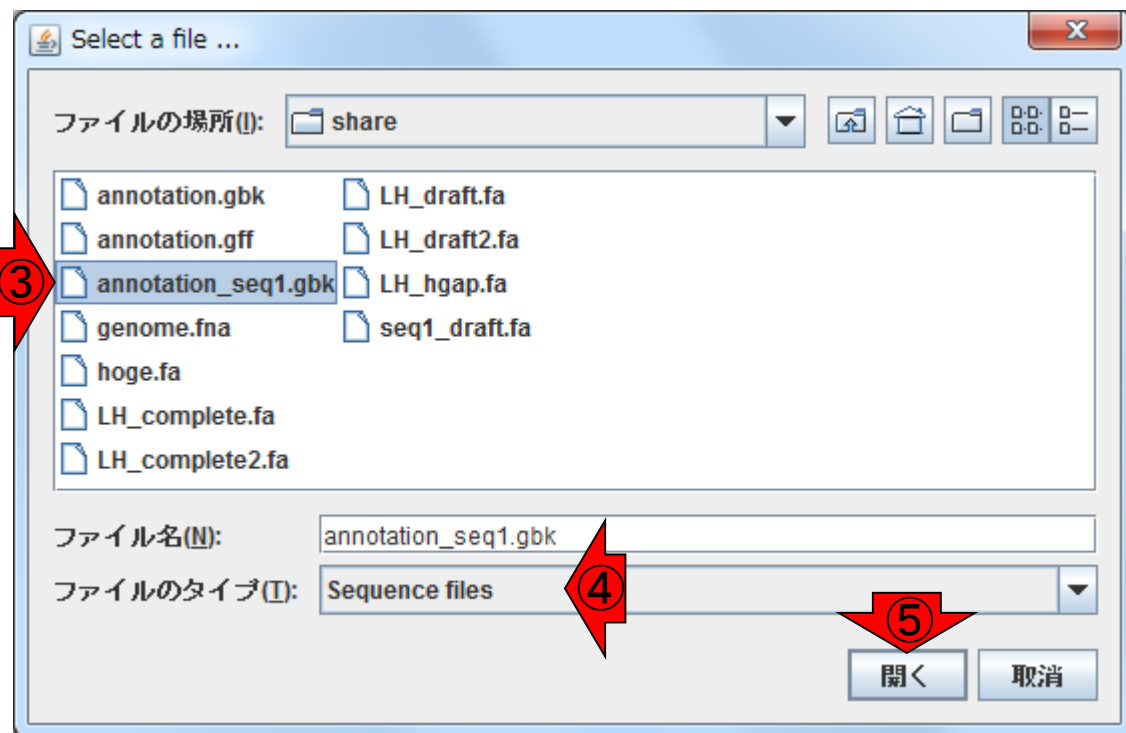 Select a file ...
ファイルの場所(I): share
annotation.gbk
annotation.gff
annotation_seq1.gbk
genome.fna
hoge.fa
LH_complete.fa
LH_complete2.fa
LH_draft.fa
LH_draft2.fa
LH_hgap.fa
seq1_draft.fa
③
ファイル名(N): annotation_seq1.gbk
ファイルのタイプ(T): Sequence files
④
⑤
開く 取消